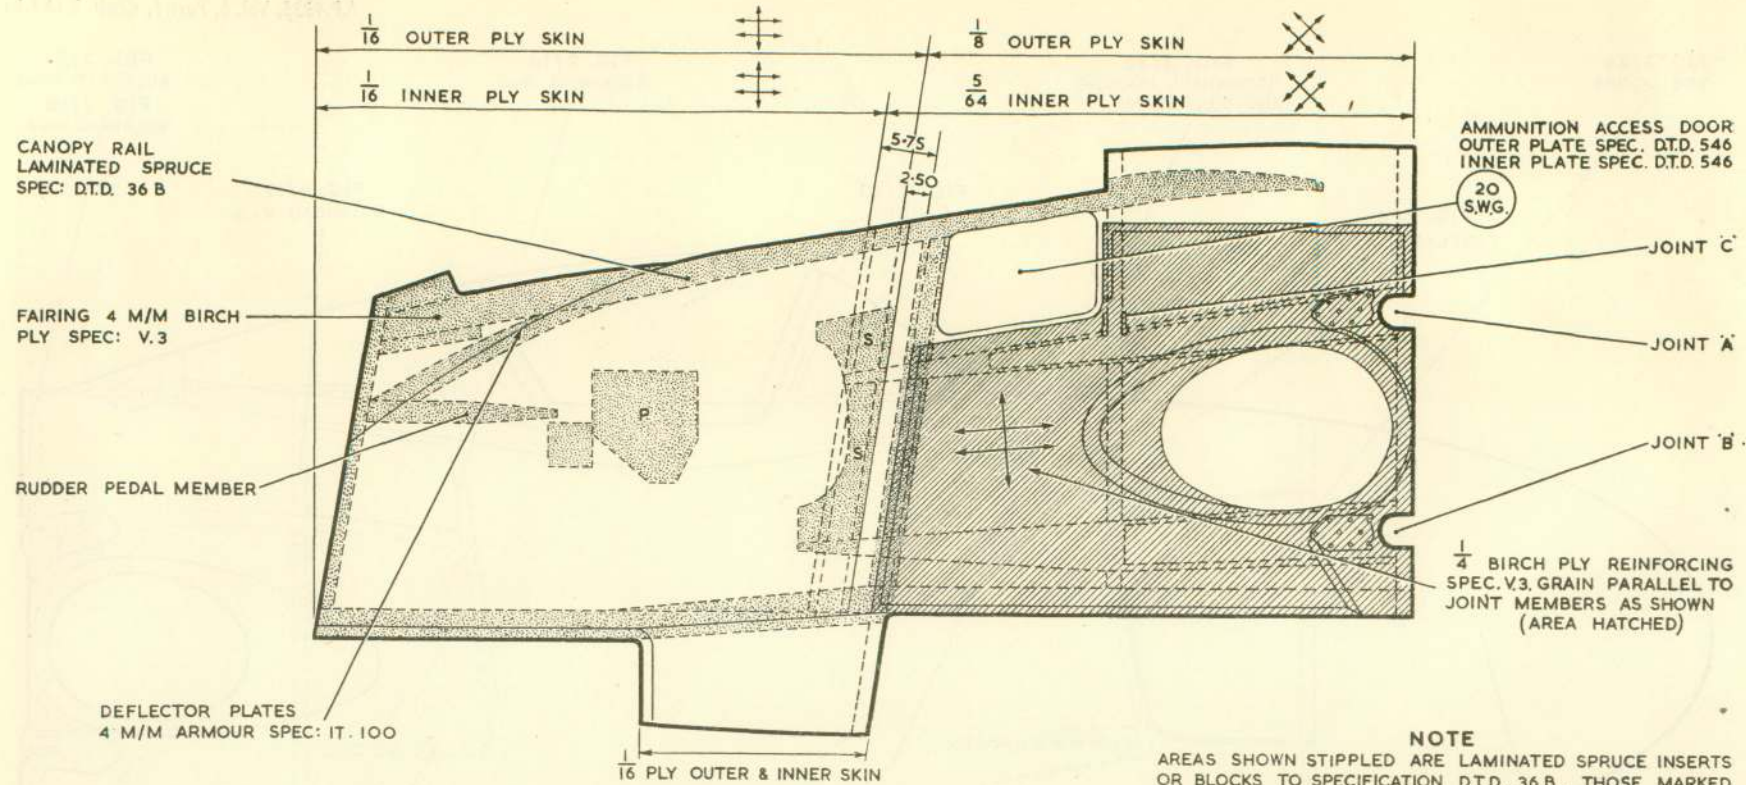 1/16 OUTER PLY SKIN
1/8 OUTER PLY SKIN
1/16 INNER PLY SKIN
5/64 INNER PLY SKIN
CANOPY RAIL
LAMINATED SPRUCE
SPEC: D.T.D. 36 B
5·75
2·50
AMMUNITION ACCESS DOOR
OUTER PLATE SPEC. D.T.D. 546
INNER PLATE SPEC. D.T.D. 546
20
S.W.G.
JOINT 'C'
FAIRING 4 M/M BIRCH
PLY SPEC: V.3
S
JOINT 'A'
P
RUDDER PEDAL MEMBER
S
JOINT 'B'
1/4 BIRCH PLY REINFORCING
SPEC. V.3. GRAIN PARALLEL TO
JOINT MEMBERS AS SHOWN
(AREA HATCHED)
DEFLECTOR PLATES
4 M/M ARMOUR SPEC: IT. 100
1/16 PLY OUTER & INNER SKIN
NOTE
AREAS SHOWN STIPPLED ARE LAMINATED SPRUCE INSERTS
OR BLOCKS TO SPECIFICATION D.T.D. 36 B. THOSE MARKED